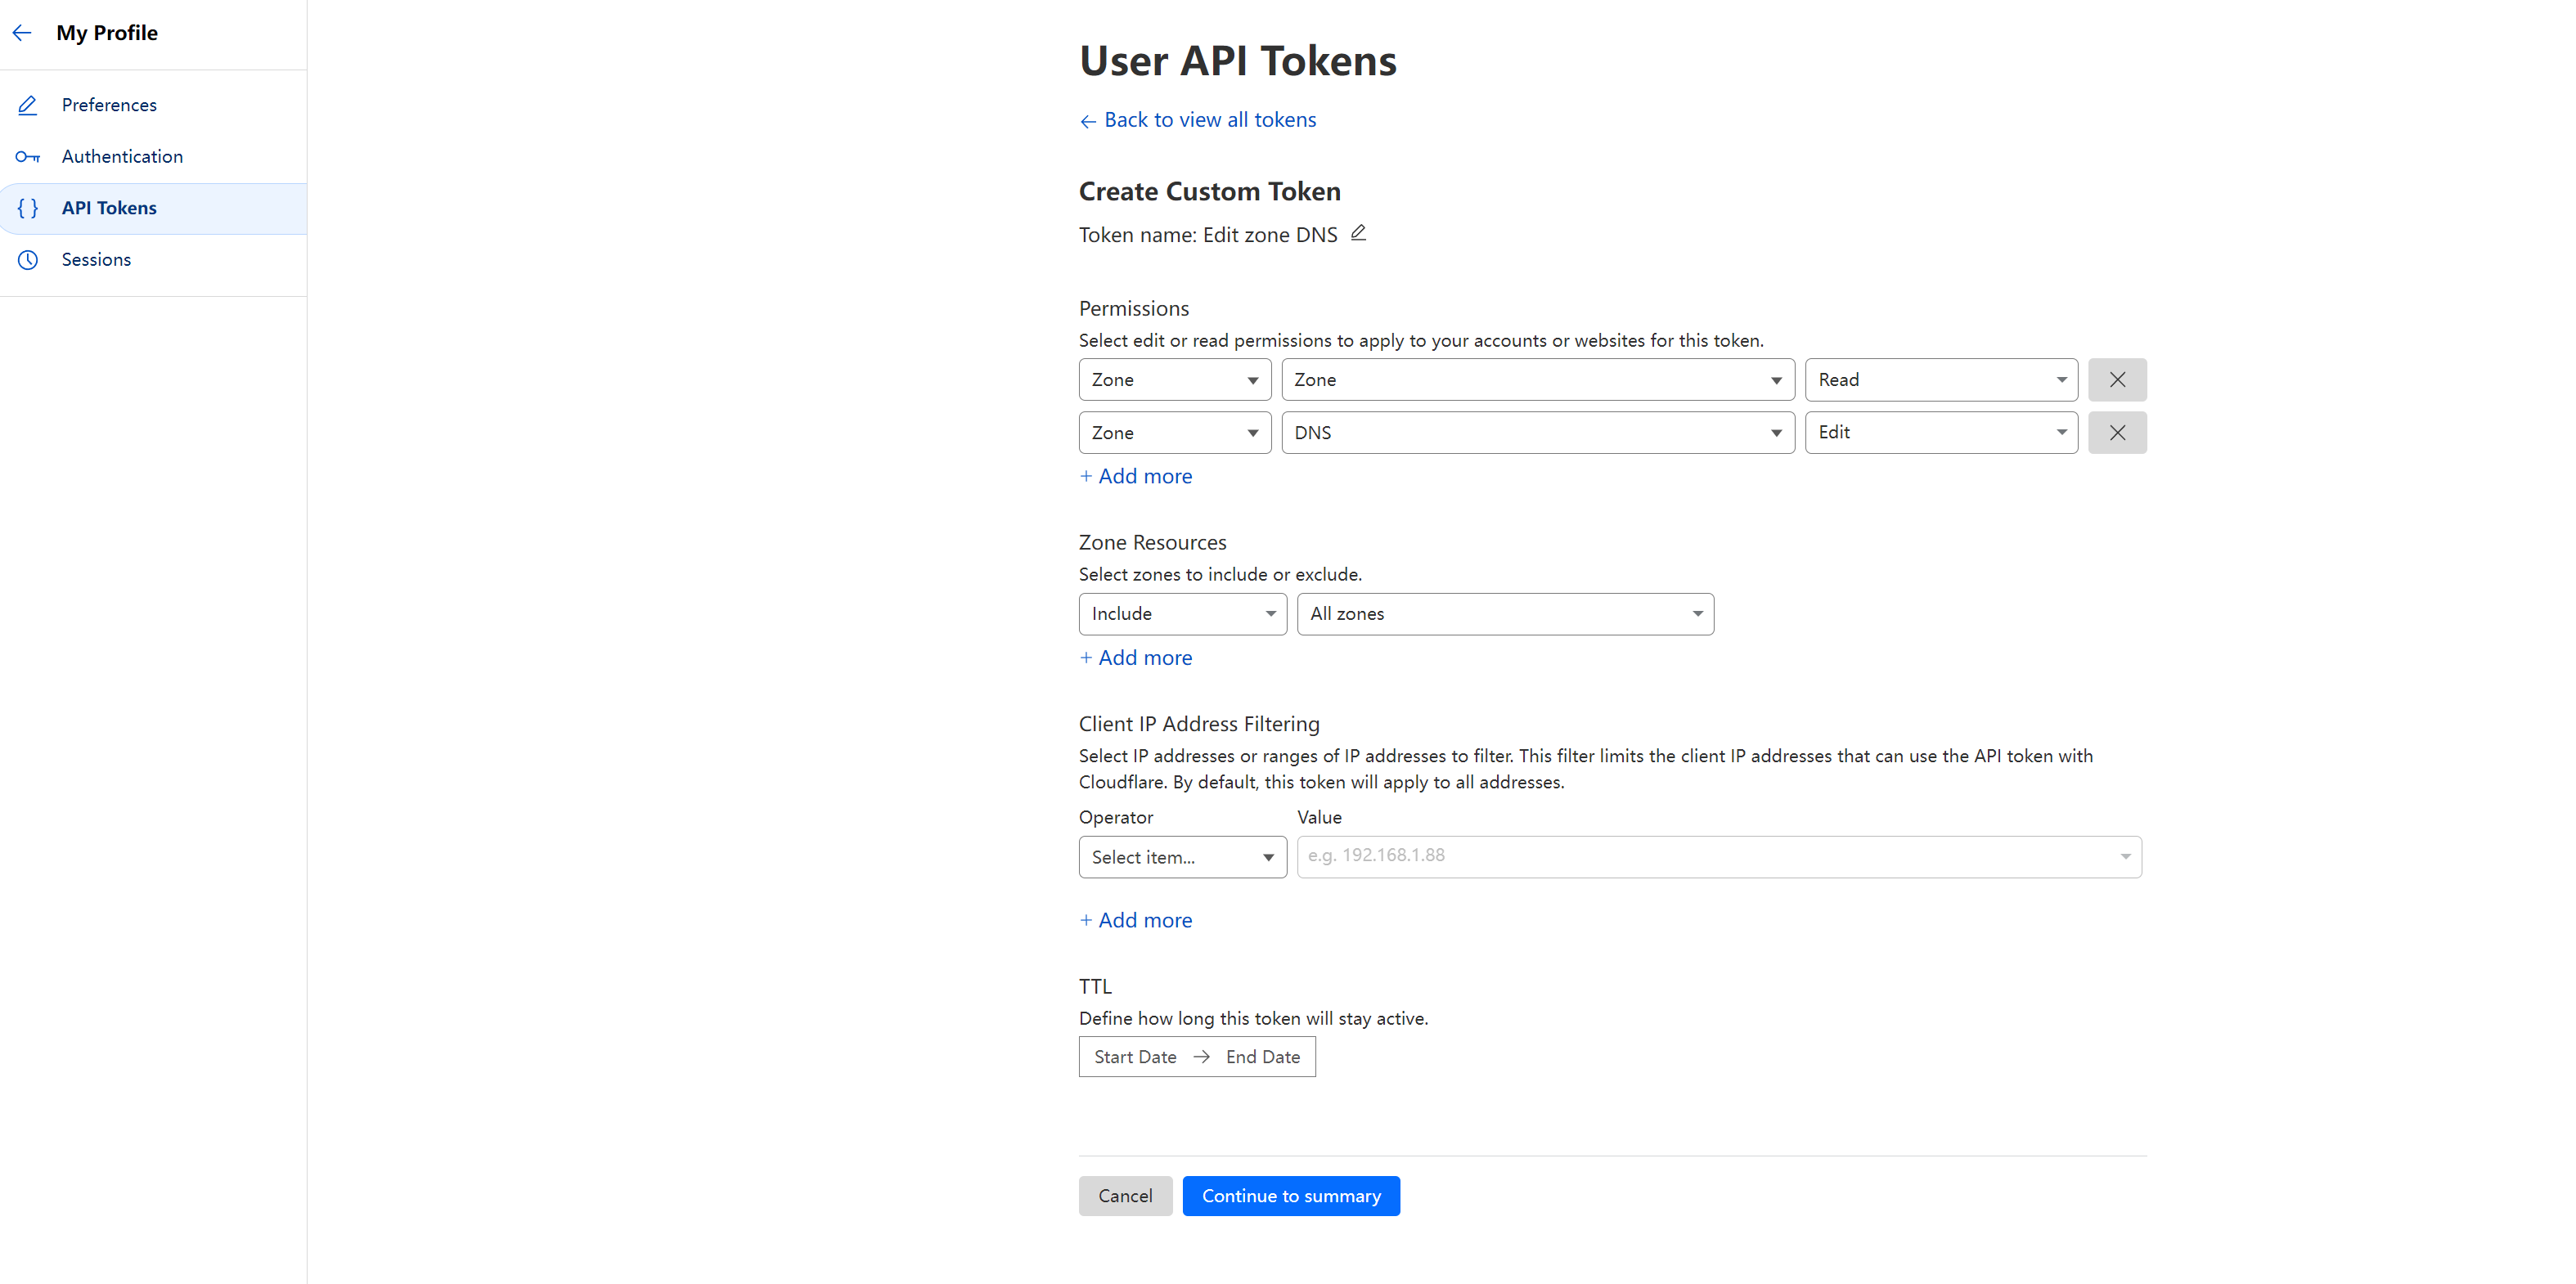 My Profile
Preferences
Authentication
API Tokens
Sessions
User API Tokens
← Back to view all tokens
Create Custom Token
Token name: Edit zone DNS
Permissions
Select edit or read permissions to apply to your accounts or websites for this token.
Zone Zone Read
Zone DNS Edit
+ Add more
Zone Resources
Select zones to include or exclude.
Include All zones
+ Add more
Client IP Address Filtering
Select IP addresses or ranges of IP addresses to filter. This filter limits the client IP addresses that can use the API token with
Cloudflare. By default, this token will apply to all addresses.
Operator Value
Select item... e.g. 192.168.1.88
+ Add more
TTL
Define how long this token will stay active.
Start Date → End Date
Cancel Continue to summary